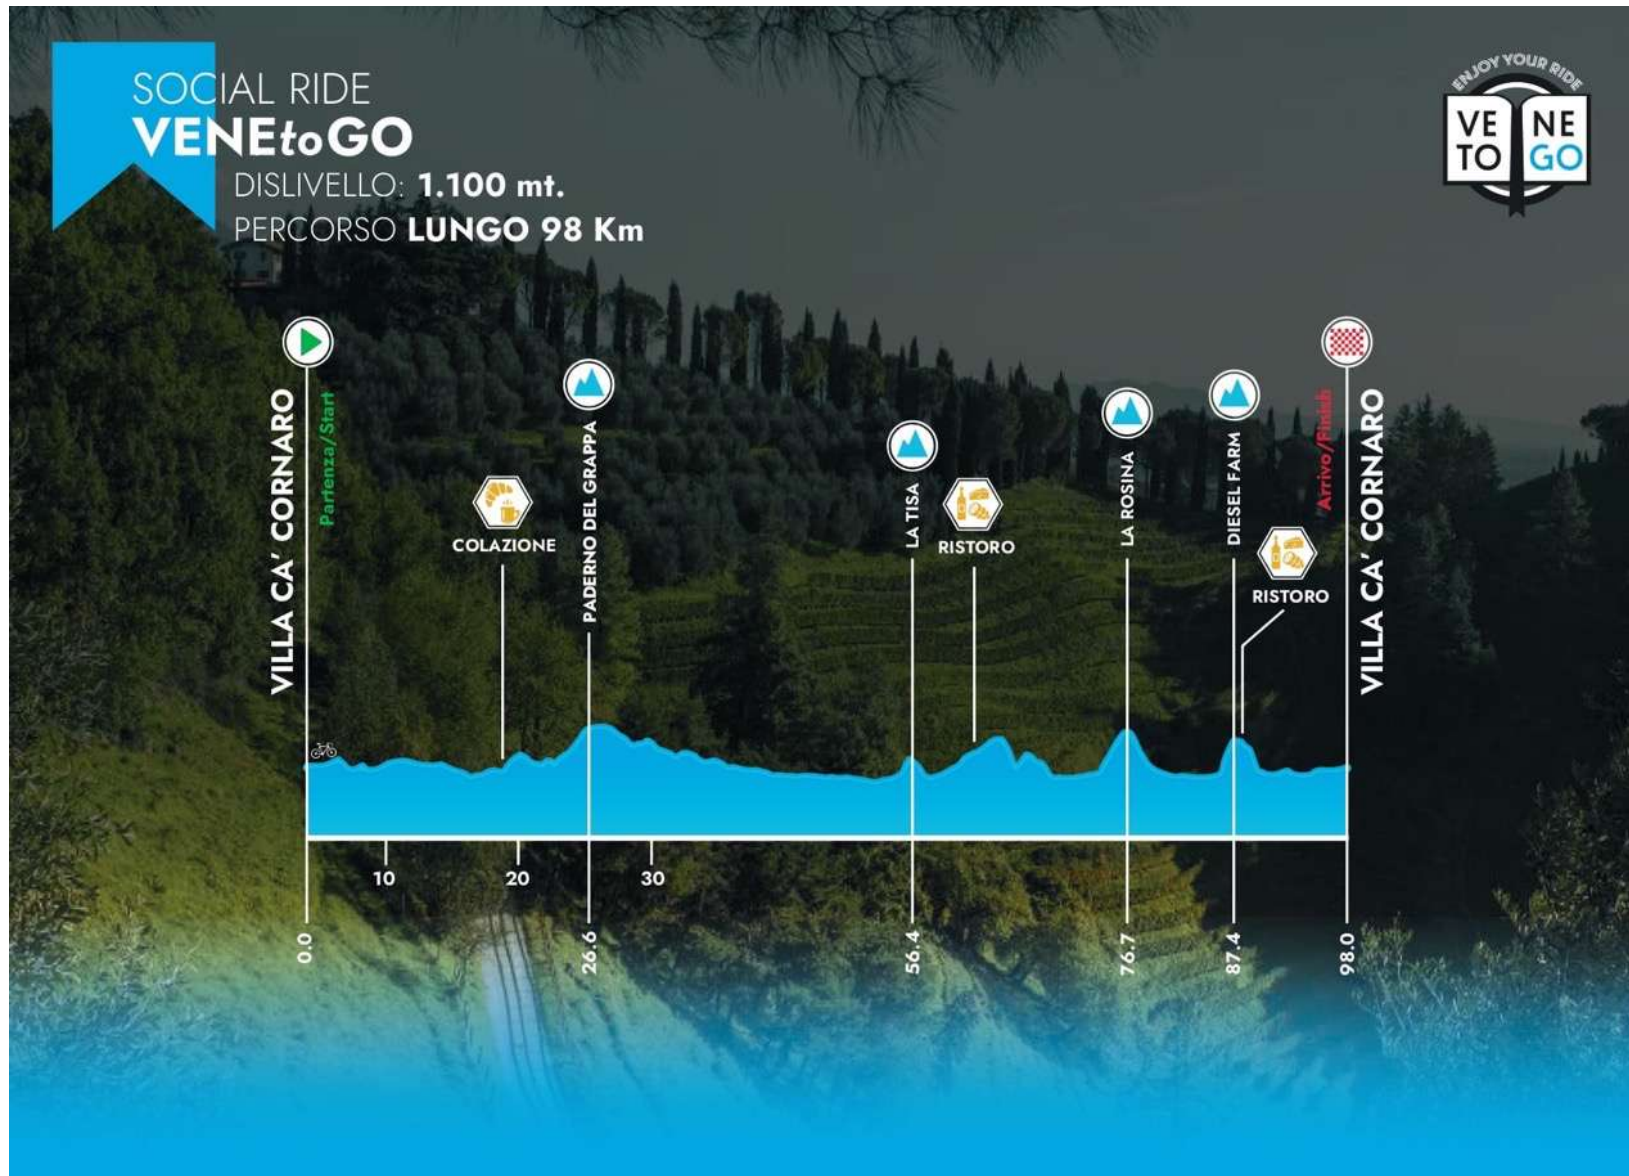 SOCIAL RIDE
VENEtoGO
DISLIVELLO: 1.100 mt.
PERCORSO LUNGO 98 Km
ENJOY YOUR RIDE
VE NE
TO GO
VILLA CA’ CORNARO
Partenza/Start
COLAZIONE
PADERNO DEL GRAPPA
LA TISA
RISTORO
LA ROSINA
DIESEL FARM
RISTORO
Arrivo/Finish
VILLA CA’ CORNARO
10
20
30
0.0
26.6
56.4
76.7
87.4
98.0